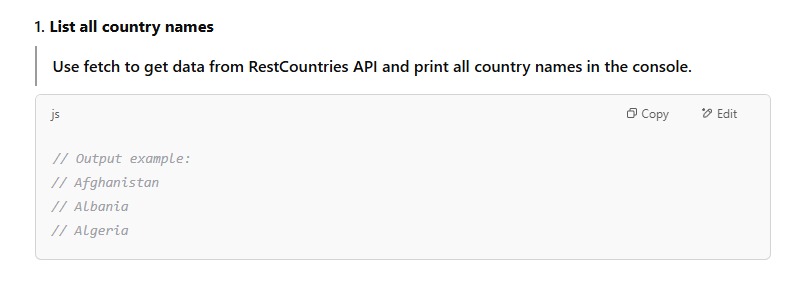 1. List all country names
Use fetch to get data from RestCountries API and print all country names in the console.
js
Copy
Edit
// Output example:
// Afghanistan
// Albania
// Algeria